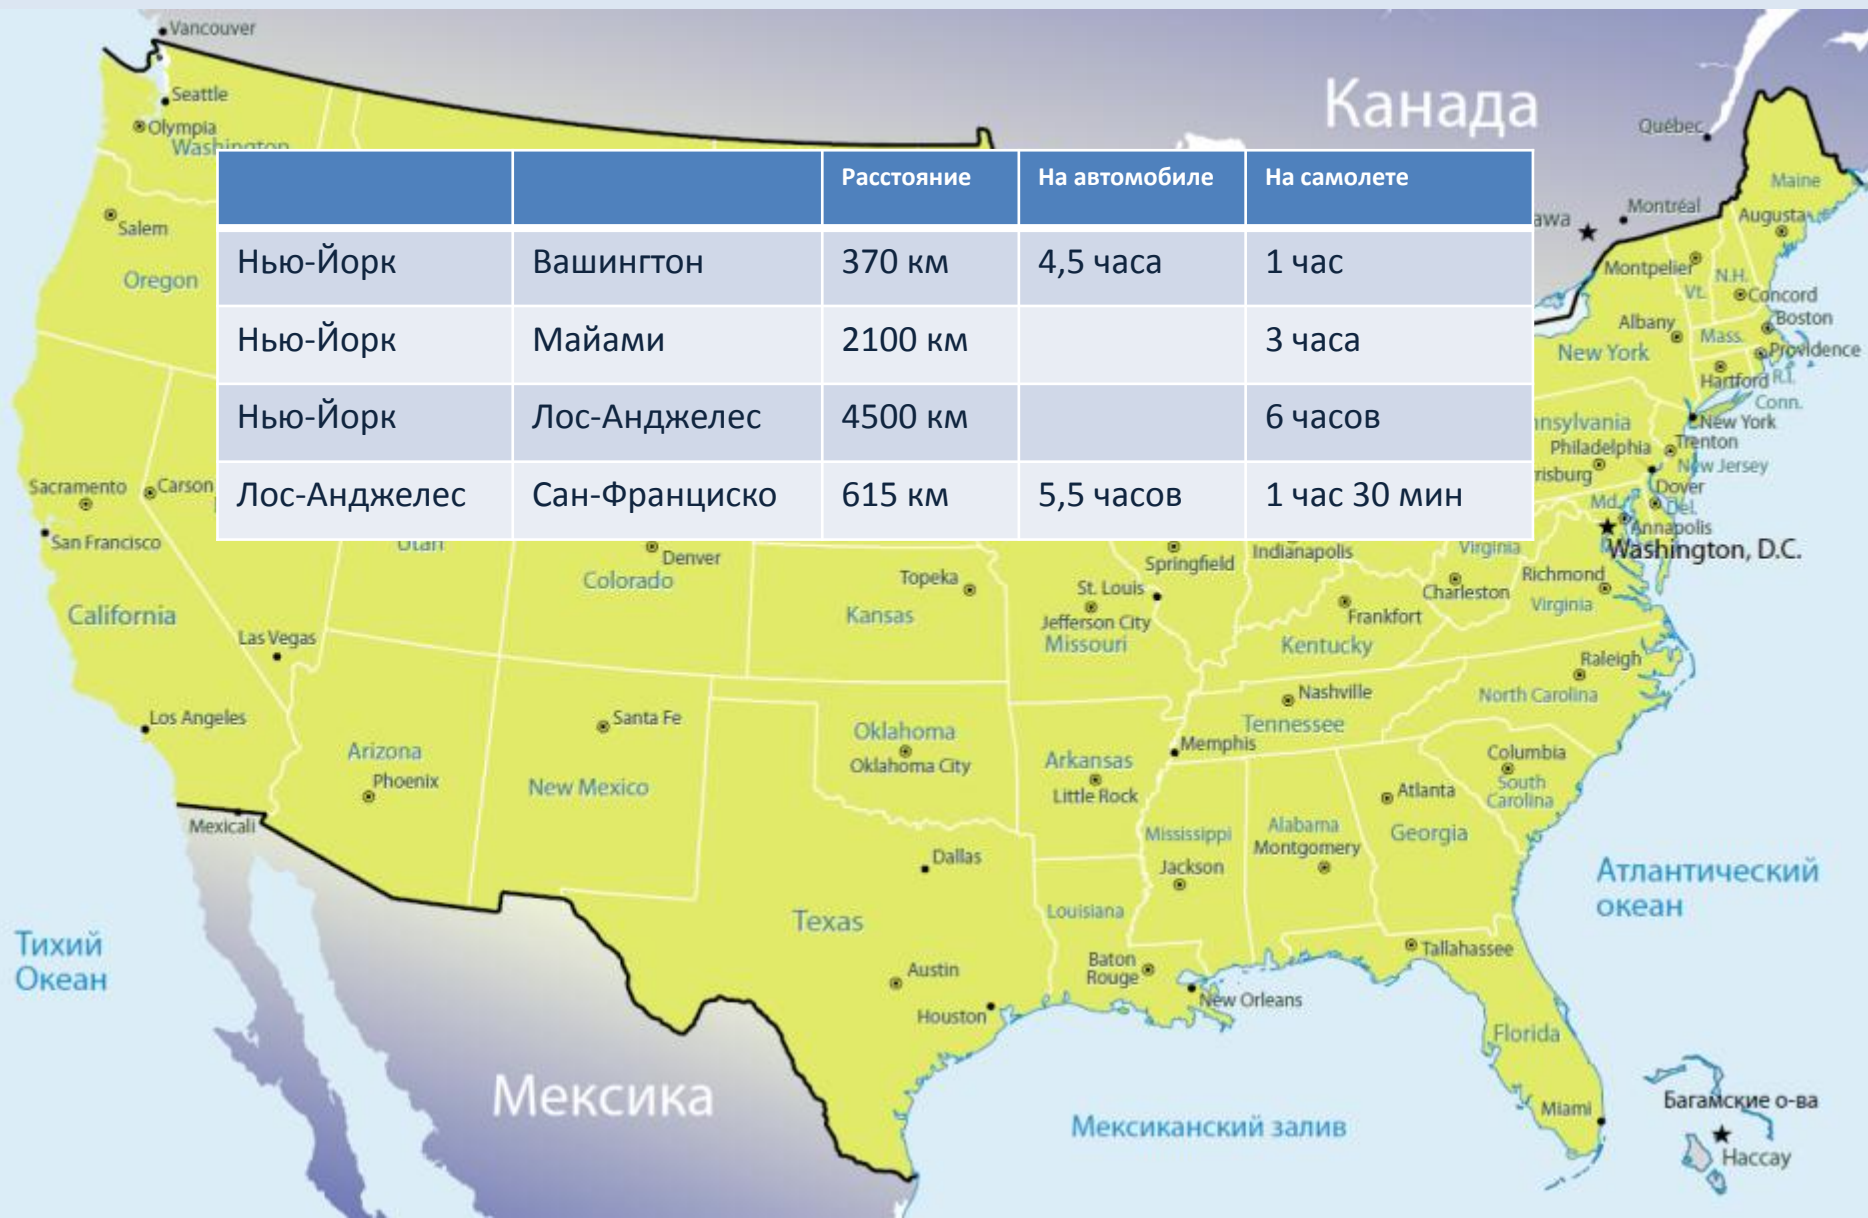 Vancouver
Seattle
Olympia
Washington
Канада
Québec
Расстояние На автомобиле На самолете
Нью-Йорк Вашингтон 370 км 4,5 часа 1 час
Нью-Йорк Майами 2100 км 3 часа
Нью-Йорк Лос-Анджелес 4500 км 6 часов
Лос-Анджелес Сан-Франциско 615 км 5,5 часов 1 час 30 мин
Salem
Oregon
Maine
Montréal
Augusta
Montpelier
N.H.
Vt.
Concord
Boston
Albany
Mass.
New York
Providence
Hartford R.I.
Conn.
New York
Philadelphia
Trenton
New Jersey
Dover
Md.
Del.
Annapolis
Washington, D.C.
Sacramento
Carson
San Francisco
Utah
Denver
Colorado
Topeka
Kansas
Springfield
St. Louis
Jefferson City
Missouri
Indianapolis
Virginia
Charleston
Richmond
Virginia
Frankfort
Kentucky
California
Las Vegas
Raleigh
North Carolina
Nashville
Tennessee
Memphis
Los Angeles
Santa Fe
Arizona
Phoenix
New Mexico
Oklahoma
Oklahoma City
Arkansas
Little Rock
Columbia
South
Carolina
Atlanta
Georgia
Mexicali
Mississippi
Jackson
Alabama
Montgomery
Dallas
Texas
Louisiana
Атлантический
океан
Тихий
Океан
Austin
Houston
Baton
Rouge
New Orleans
Tallahassee
Florida
Miami
Мексика
Мексиканский залив
Багамские о-ва
Нассау